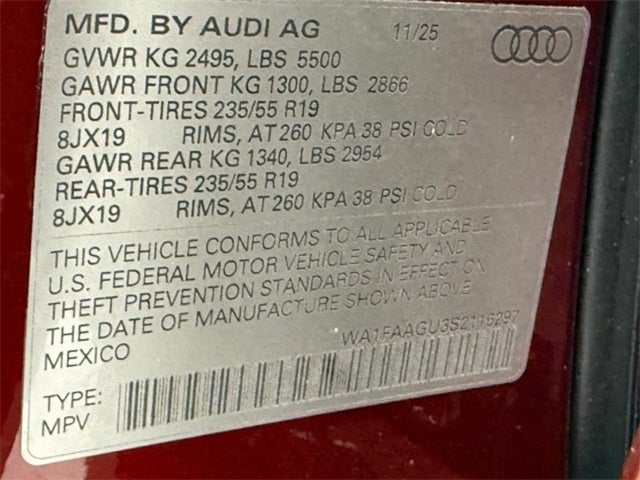 MFD. BY AUDI AG 11/25
GVWR KG 2495, LBS 5500
GAWR FRONT KG 1300, LBS 2866
FRONT-TIRES 235/55 R19
8JX19 RIMS, AT 260 KPA 38 PSI COLD
GAWR REAR KG 1340, LBS 2954
REAR-TIRES 235/55 R19
8JX19 RIMS, AT 260 KPA 38 PSI COLD
THIS VEHICLE CONFORMS TO ALL APPLICABLE
U.S. FEDERAL MOTOR VEHICLE SAFETY AND
THEFT PREVENTION STANDARDS IN EFFECT ON
THE DATE OF MANUFACTURE SHOWN ABOVE
MEXICO WA1FAAGU3S2116297
TYPE:
MPV